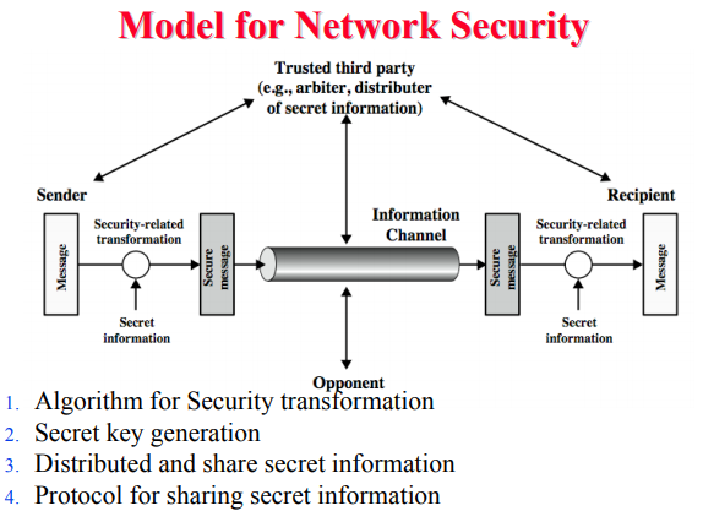 Model for Network Security
Trusted third party
(e.g., arbiter, distributer
of secret information)
Sender
Recipient
Information
Channel
Security-related
transformation
Security-related
transformation
Message
Secure
message
Secure
message
Message
Secret
information
Secret
information
Opponent
1. Algorithm for Security transformation
2. Secret key generation
3. Distributed and share secret information
4. Protocol for sharing secret information